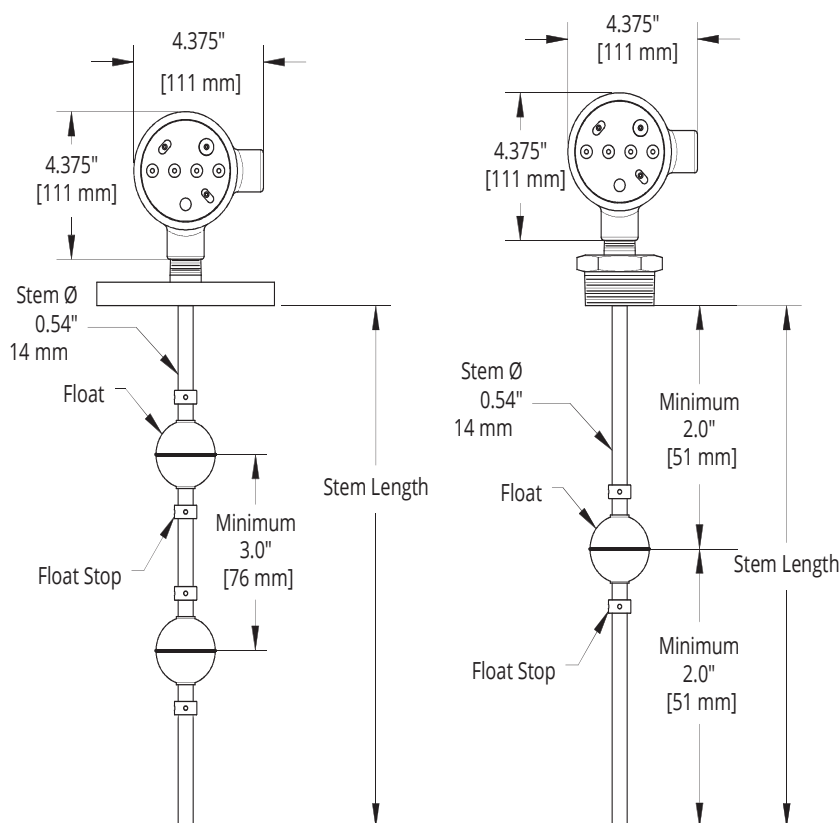 4.375"
[111 mm]
4.375"
[111 mm]
Stem Ø
0.54"
14 mm
Float
Stem Length
Minimum
3.0"
[76 mm]
Float Stop
4.375"
[111 mm]
4.375"
[111 mm]
Stem Ø
0.54"
14 mm
Minimum
2.0"
[51 mm]
Float
Stem Length
Minimum
2.0"
[51 mm]
Float Stop